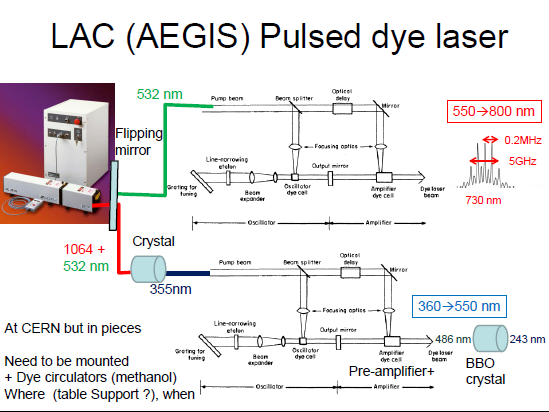 LAC (AEGIS) Pulsed dye laser
532 nm
Pump beam
Beam splitter
Optical
delay
Mirror
550→800 nm
Flipping
mirror
Focusing optics
0.2MHz
5GHz
Line-narrowing
etalon
Output mirror
Grating for
tuning
Beam
expander
Oscillator
dye cell
Amplifier
dye cell
Dye laser
beam
730 nm
Oscillator
Amplifier
1064 +
532 nm
Crystal
355nm
Pump beam
Beam splitter
Optical
delay
Mirror
360→550 nm
Focusing optics
At CERN but in pieces
Line-narrowing
etalon
Output mirror
486 nm
243 nm
Grating for
tuning
Beam
expander
Oscillator
dye cell
Amplifier
dye cell
Dye laser
beam
BBO
crystal
Need to be mounted
+ Dye circulators (methanol)
Where (table Support ?), when
Pre-amplifier+
Oscillator
Amplifier